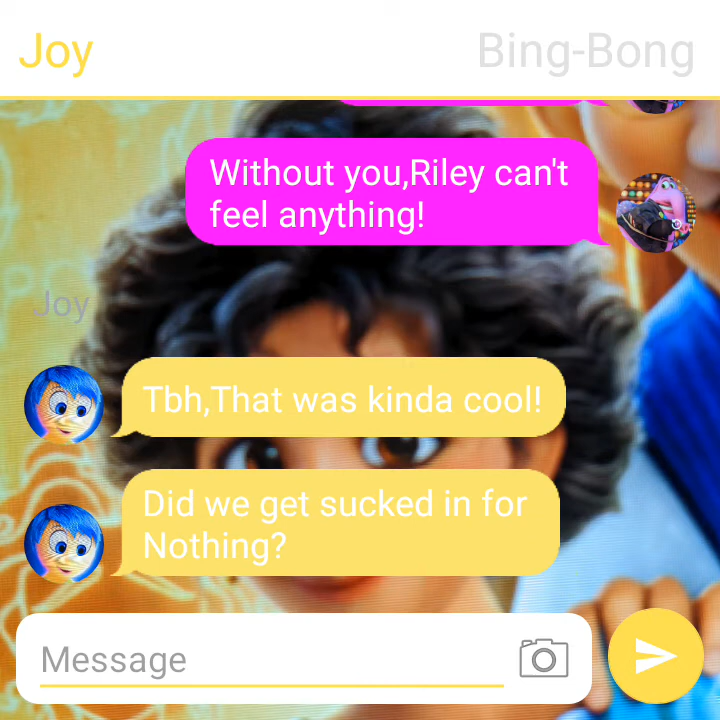 Joy
Bing-Bong
Without you,Riley can't
feel anything!
Joy
Tbh,That was kinda cool!
Did we get sucked in for
Nothing?
Message